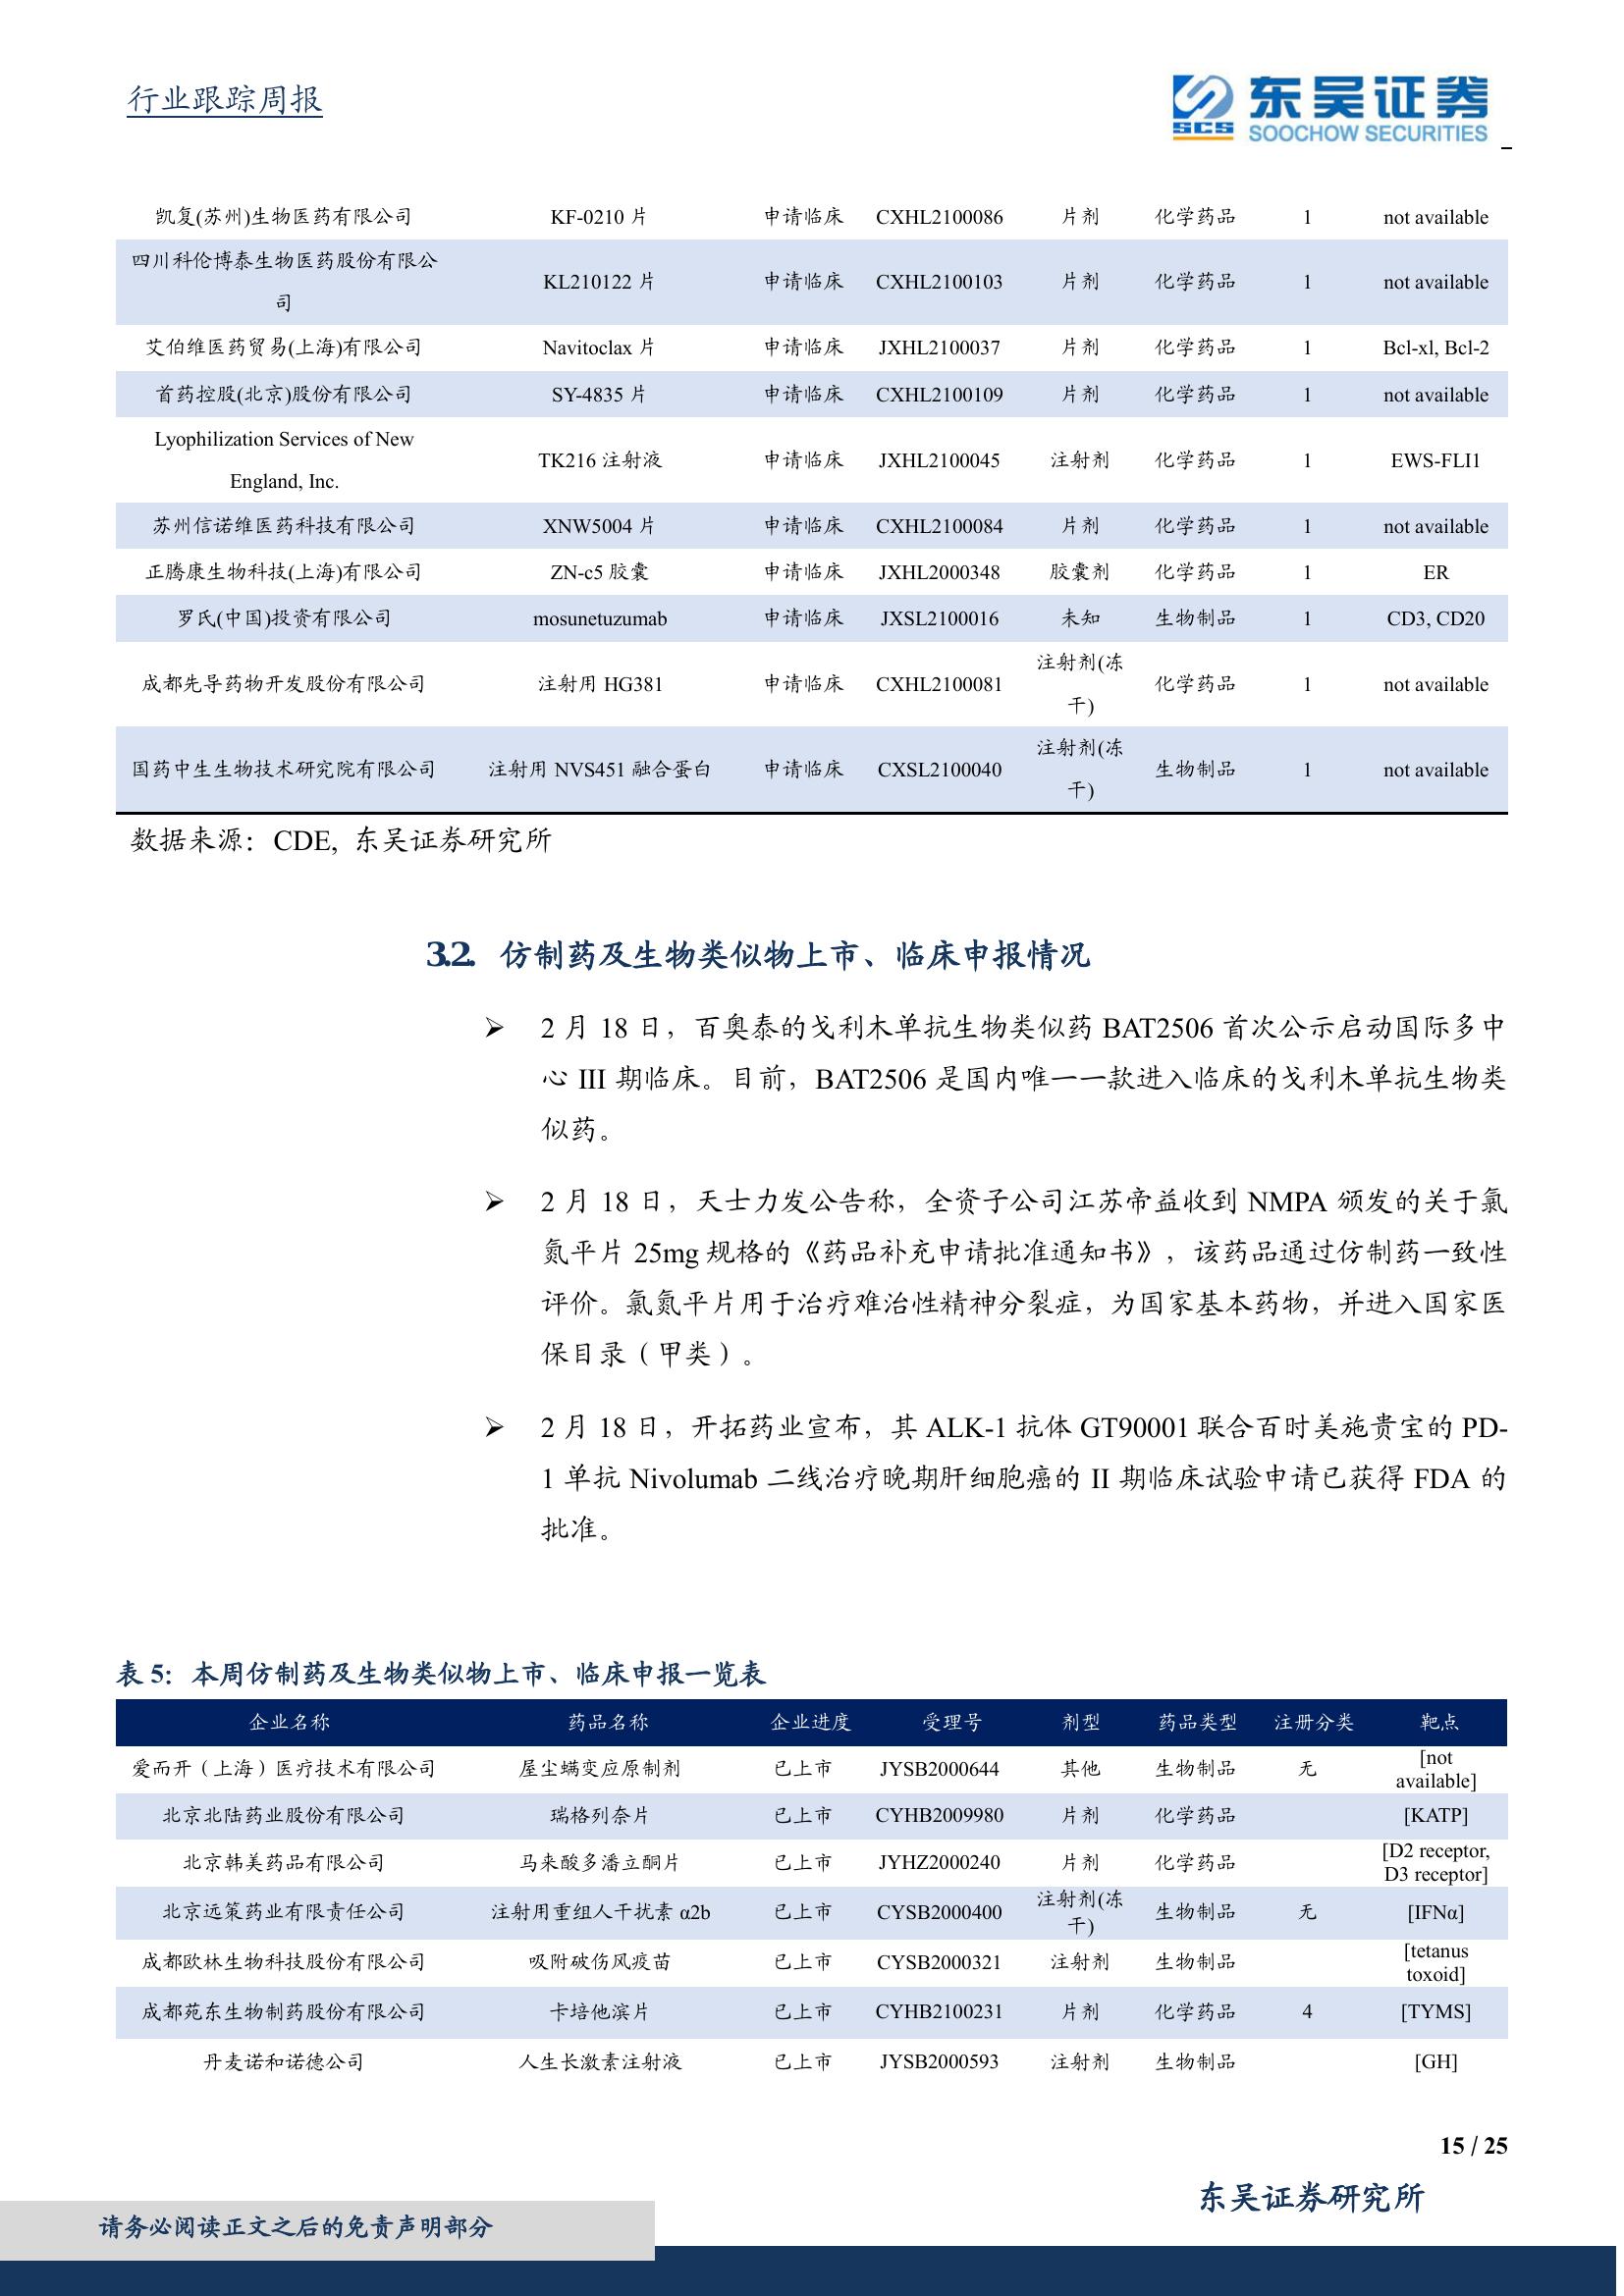 行业跟踪周报
SCS 东吴证券
SOOCHOW SECURITIES
凯复(苏州)生物医药有限公司 KF-0210 片 申请临床 CXHL2100086 片剂 化学药品 1 not available
四川科伦博泰生物医药股份有限公
司 KL210122 片 申请临床 CXHL2100103 片剂 化学药品 1 not available
艾伯维医药贸易(上海)有限公司 Navitoclax 片 申请临床 JXHL2100037 片剂 化学药品 1 Bcl-xl, Bcl-2
首药控股(北京)股份有限公司 SY-4835 片 申请临床 CXHL2100109 片剂 化学药品 1 not available
Lyophilization Services of New
England, Inc. TK216 注射液 申请临床 JXHL2100045 注射剂 化学药品 1 EWS-FLI1
苏州信诺维医药科技有限公司 XNW5004 片 申请临床 CXHL2100084 片剂 化学药品 1 not available
正腾康生物科技(上海)有限公司 ZN-c5 胶囊 申请临床 JXHL2000348 胶囊剂 化学药品 1 ER
罗氏(中国)投资有限公司 mosunetuzumab 申请临床 JXSL2100016 未知 生物制品 1 CD3, CD20
成都先导药物开发股份有限公司 注射用 HG381 申请临床 CXHL2100081 注射剂(冻
干) 化学药品 1 not available
国药中生生物技术研究院有限公司 注射用 NVS451 融合蛋白 申请临床 CXSL2100040 注射剂(冻
干) 生物制品 1 not available
数据来源：CDE, 东吴证券研究所
3.2. 仿制药及生物类似物上市、临床申报情况
➢ 2 月 18 日，百奥泰的戈利木单抗生物类似药 BAT2506 首次公示启动国际多中
心 III 期临床。目前，BAT2506 是国内唯一一款进入临床的戈利木单抗生物类
似药。
➢ 2 月 18 日，天士力发公告称，全资子公司江苏帝益收到 NMPA 颁发的关于氯
氮平片 25mg 规格的《药品补充申请批准通知书》，该药品通过仿制药一致性
评价。氯氮平片用于治疗难治性精神分裂症，为国家基本药物，并进入国家医
保目录（甲类）。
➢ 2 月 18 日，开拓药业宣布，其 ALK-1 抗体 GT90001 联合百时美施贵宝的 PD-
1 单抗 Nivolumab 二线治疗晚期肝细胞癌的 II 期临床试验申请已获得 FDA 的
批准。
表 5：本周仿制药及生物类似物上市、临床申报一览表
企业名称 药品名称 企业进度 受理号 剂型 药品类型 注册分类 靶点
爱而开（上海）医疗技术有限公司 屋尘螨变应原制剂 已上市 JYSB2000644 其他 生物制品 无 [not
available]
北京北陆药业股份有限公司 瑞格列奈片 已上市 CYHB2009980 片剂 化学药品 [KATP]
北京韩美药品有限公司 马来酸多潘立酮片 已上市 JYHZ2000240 片剂 化学药品 [D2 receptor,
D3 receptor]
北京远策药业有限责任公司 注射用重组人干扰素 α2b 已上市 CYSB2000400 注射剂(冻
干) 生物制品 无 [IFNα]
成都欧林生物科技股份有限公司 吸附破伤风疫苗 已上市 CYSB2000321 注射剂 生物制品 [tetanus
toxoid]
成都苑东生物制药股份有限公司 卡培他滨片 已上市 CYHB2100231 片剂 化学药品 4 [TYMS]
丹麦诺和诺德公司 人生长激素注射液 已上市 JYSB2000593 注射剂 生物制品 [GH]
15 / 25
东吴证券研究所
请务必阅读正文之后的免责声明部分